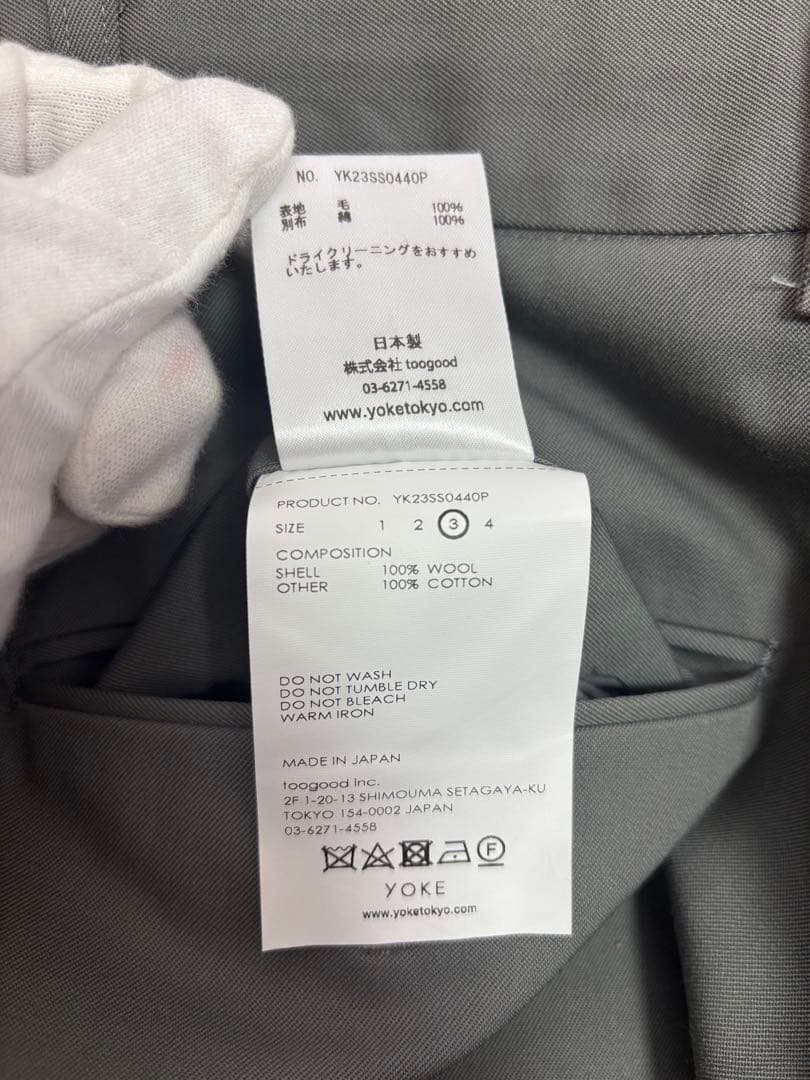 NO. YK23SS0440P
表地 毛 100%
別布 綿 100%
ドライクリーニングをおすすめ
いたします。
日本製
株式会社 toogood
03-6271-4558
www.yoketokyo.com
PRODUCT NO. YK23SS0440P
SIZE 1 2 3 4
COMPOSITION
SHELL 100% WOOL
OTHER 100% COTTON
DO NOT WASH
DO NOT TUMBLE DRY
DO NOT BLEACH
WARM IRON
MADE IN JAPAN
toogood inc.
2F 1-20-13 SHIMOUMA SETAGAYA-KU
TOKYO 154-0002 JAPAN
03-6271-4558
F
YOKE
www.yoketokyo.com